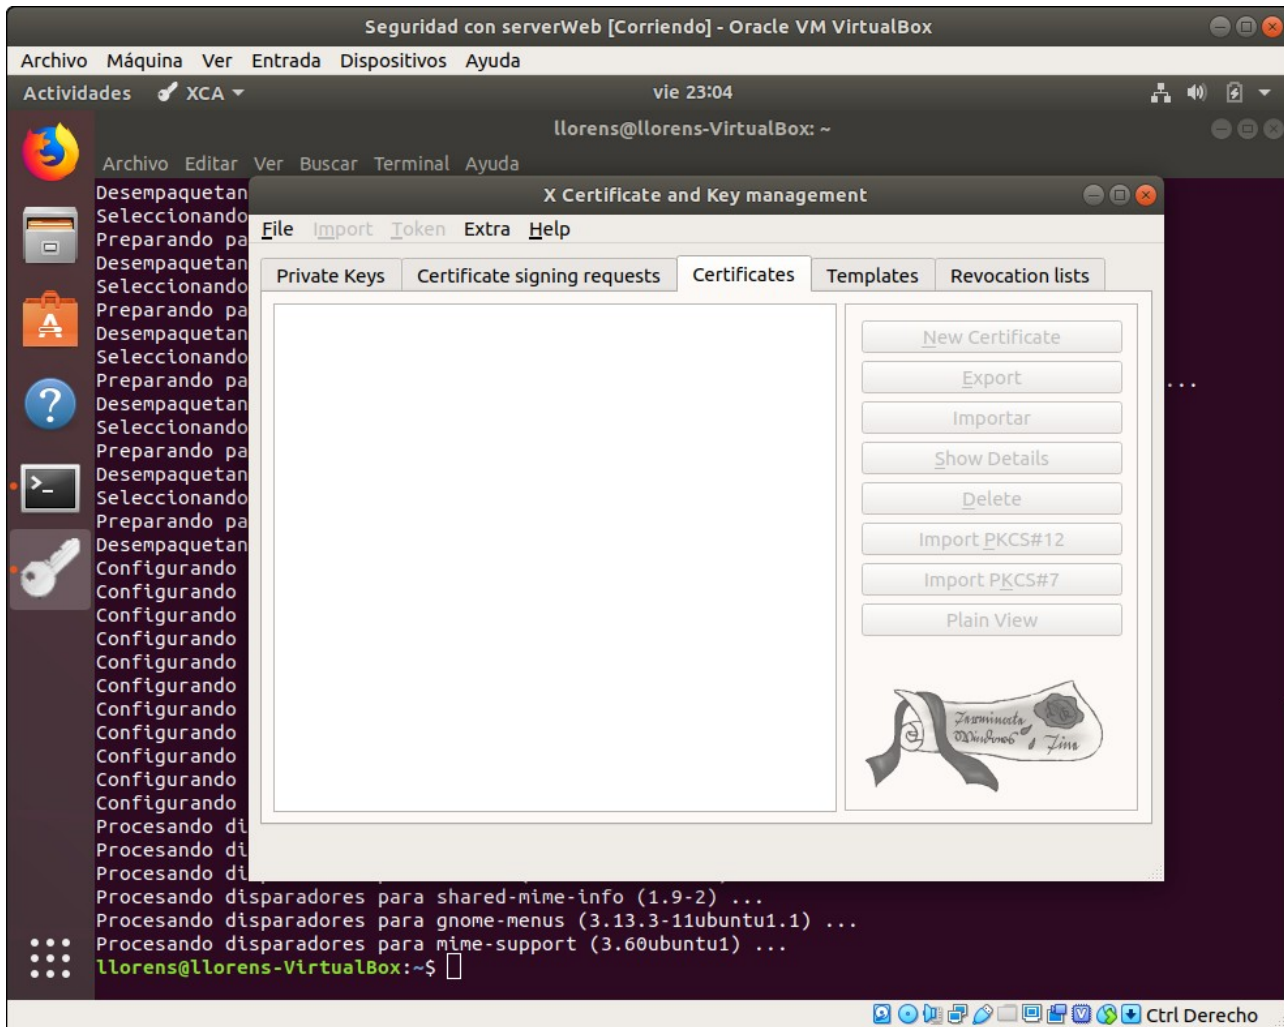 Seguridad con serverWeb [Corriendo] - Oracle VM VirtualBox
Archivo Máquina Ver Entrada Dispositivos Ayuda
Actividades XCA vie 23:04
llorens@llorens-VirtualBox: ~
Archivo Editar Ver Buscar Terminal Ayuda
Desempaquetan
Seleccionando
Preparando pa
Desempaquetan
Seleccionando
Preparando pa
Desempaquetan
Seleccionando
Preparando pa ...
Desempaquetan
Seleccionando
Preparando pa
Desempaquetan
Seleccionando
Preparando pa
Desempaquetan
Configurando
Configurando
Configurando
Configurando
Configurando
Configurando
Configurando
Configurando
Configurando
Configurando
Configurando
Procesando di
Procesando di
Procesando di
Procesando disparadores para shared-mime-info (1.9-2) ...
Procesando disparadores para gnome-menus (3.13.3-11ubuntu1.1) ...
Procesando disparadores para mime-support (3.60ubuntu1) ...
llorens@llorens-VirtualBox:~$
X Certificate and Key management
File Import Token Extra Help
Private Keys Certificate signing requests Certificates Templates Revocation lists
New Certificate
Export
Importar
Show Details
Delete
Import PKCS#12
Import PKCS#7
Plain View
Ctrl Derecho